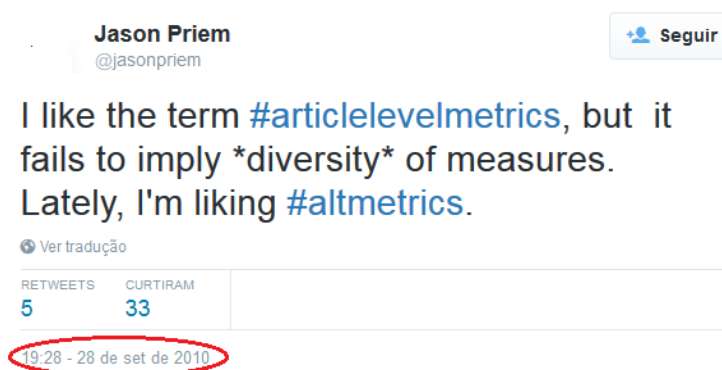 Jason Priem
@jasonpriem
Seguir
I like the term #articlelevelmetrics, but it
fails to imply *diversity* of measures.
Lately, I'm liking #altmetrics.
Ver tradução
RETWEETS CURTIRAM
5 33
19:28 - 28 de set de 2010